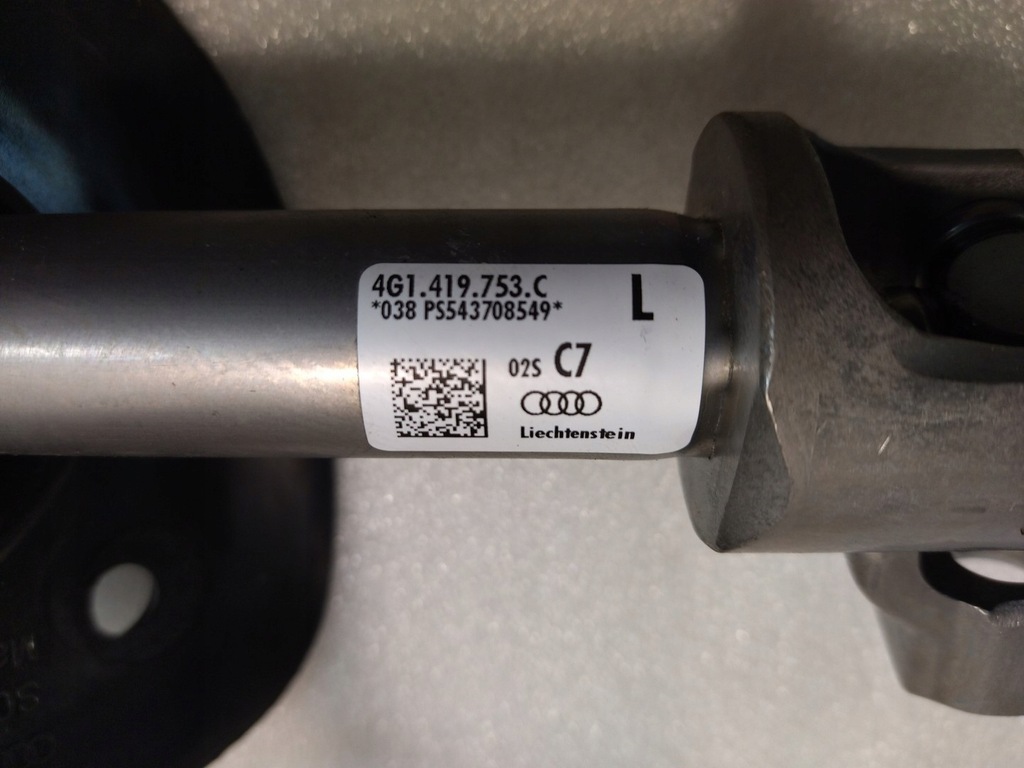 4G1.419.753.C L
*038 PS543708549*
02S C7
Liechtenstein